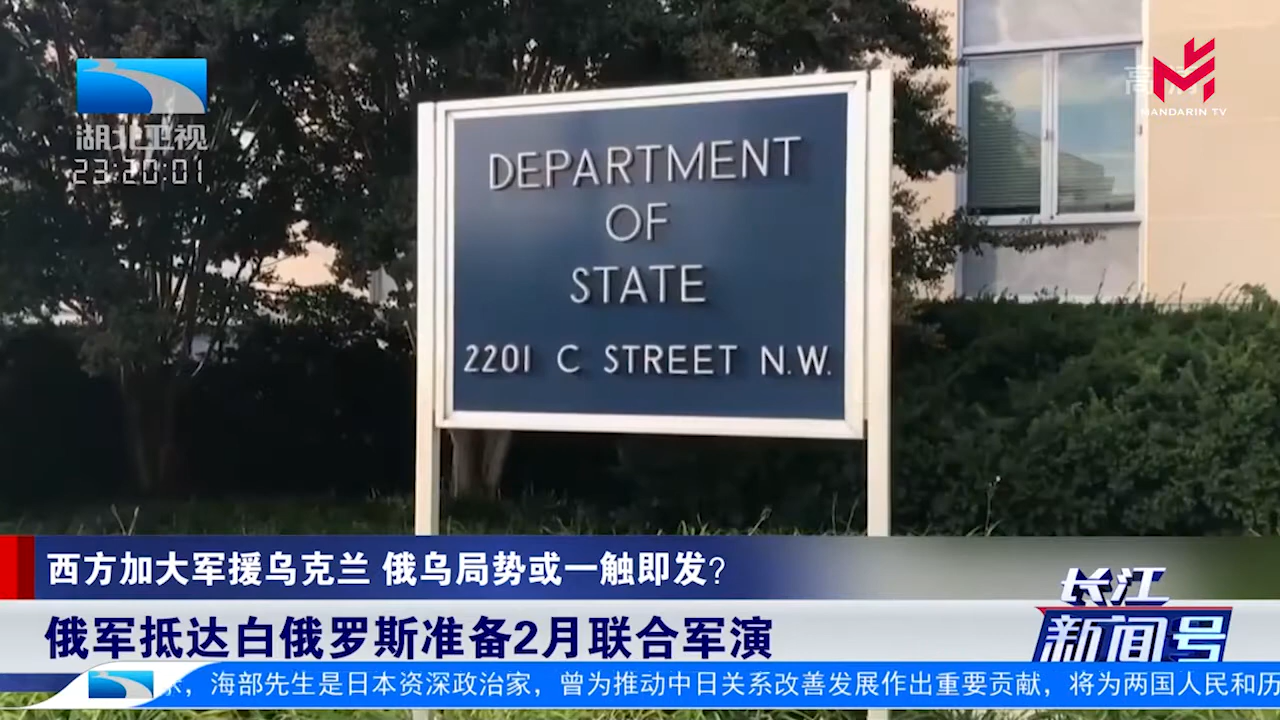 湖北卫视
23:20:01
MANDARIN TV
DEPARTMENT
OF
STATE
2201 C STREET N.W.
西方加大军援乌克兰 俄乌局势或一触即发?
俄军抵达白俄罗斯准备2月联合军演
长江
新闻号
，海部先生是日本资深政治家，曾为推动中日关系改善发展作出重要贡献，将为两国人民和历